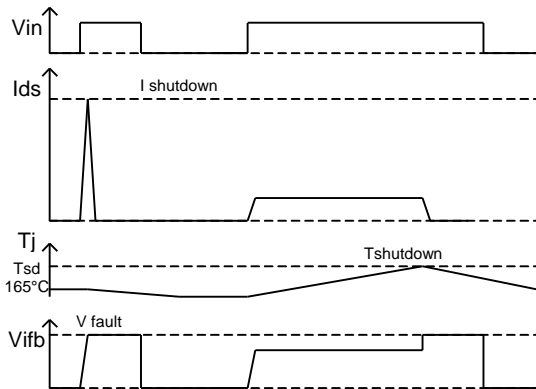 Vin
Ids
I shutdown
Tj
Tshutdown
Tsd
165°C
V fault
Vifb